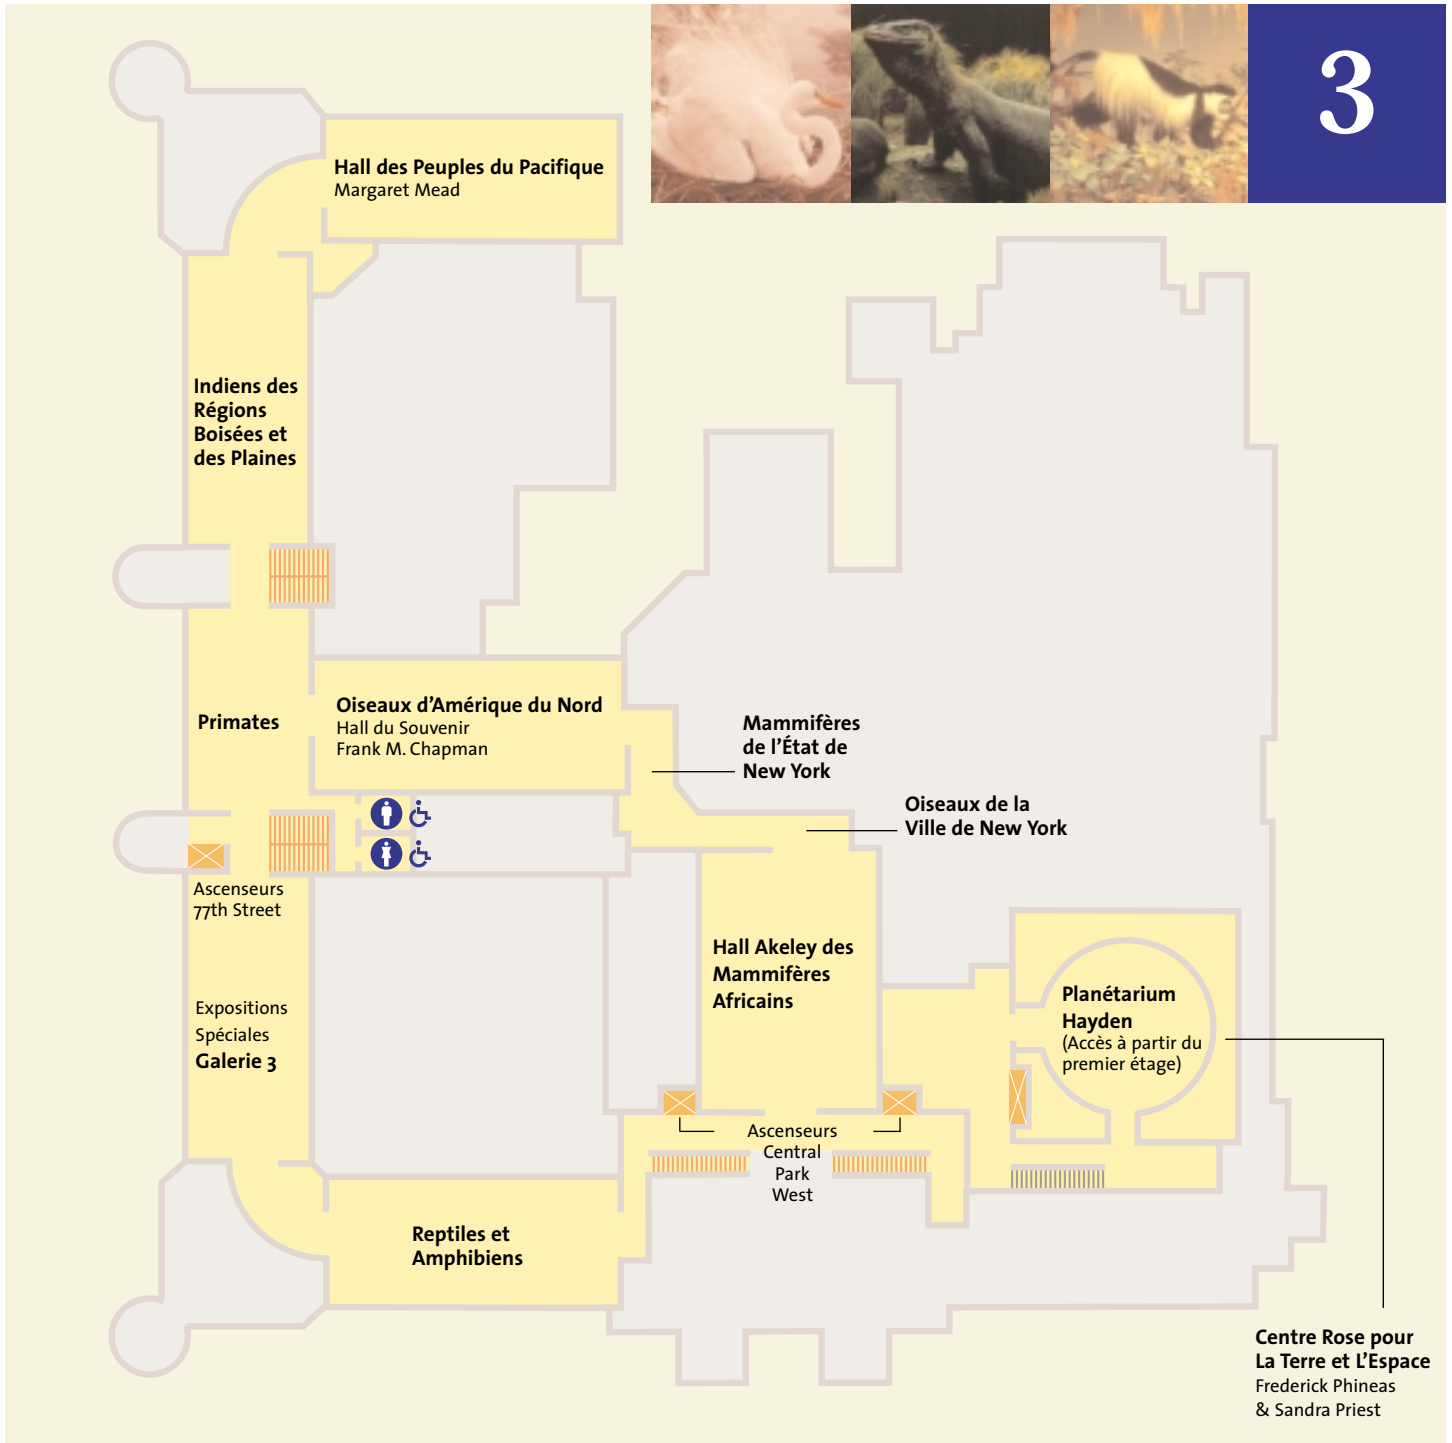 3
Hall des Peuples du Pacifique
Margaret Mead
Indiens des
Régions
Boisées et
des Plaines
Primates
Oiseaux d’Amérique du Nord
Hall du Souvenir
Frank M. Chapman
Mammifères
de l’État de
New York
Oiseaux de la
Ville de New York
Ascenseurs
77th Street
Hall Akeley des
Mammifères
Africains
Expositions
Spéciales
Galerie 3
Planétarium
Hayden
(Accès à partir du
premier étage)
Ascenseurs
Central
Park
West
Reptiles et
Amphibiens
Centre Rose pour
La Terre et L’Espace
Frederick Phineas
& Sandra Priest